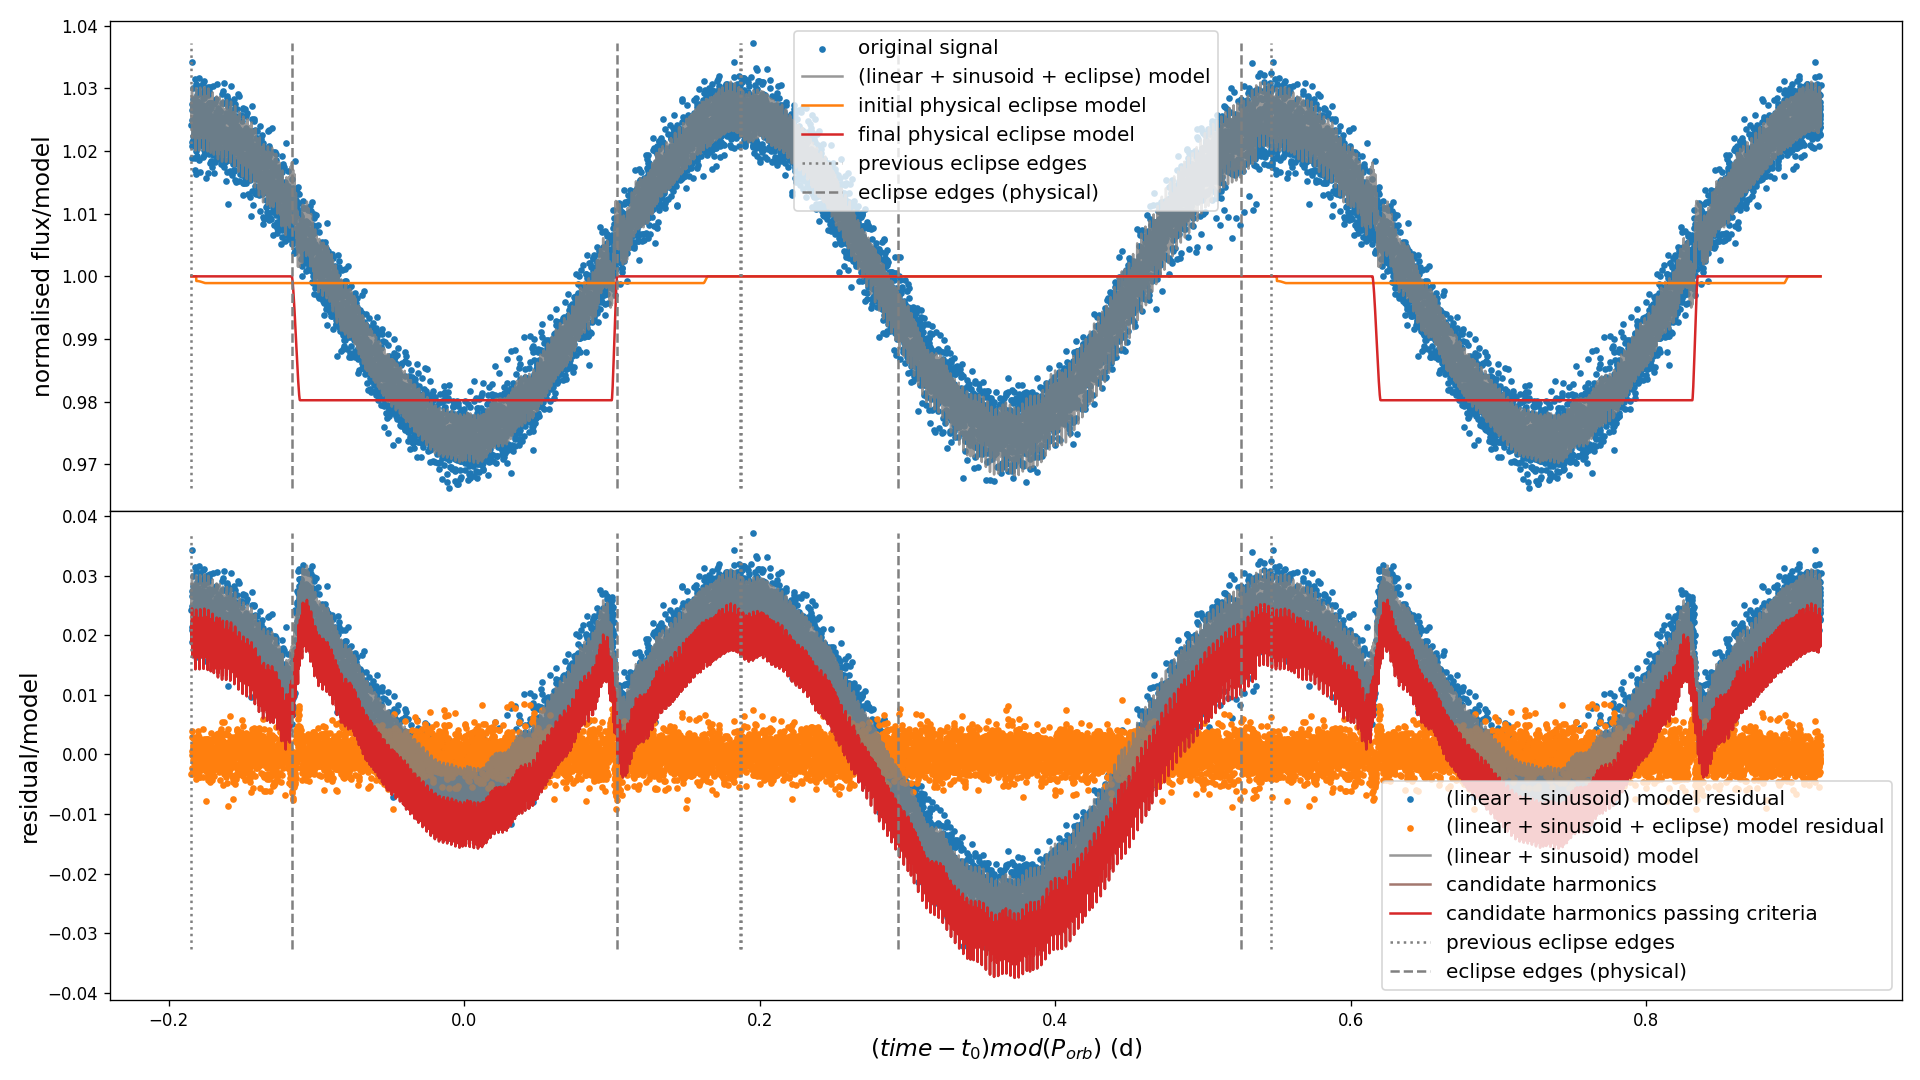 1.04
1.03
1.02
1.01
1.00
0.99
0.98
0.97
normalised flux/model
original signal
(linear + sinusoid + eclipse) model
initial physical eclipse model
final physical eclipse model
previous eclipse edges
eclipse edges (physical)
0.04
0.03
0.02
0.01
0.00
−0.01
−0.02
−0.03
−0.04
residual/model
(linear + sinusoid) model residual
(linear + sinusoid + eclipse) model residual
(linear + sinusoid) model
candidate harmonics
candidate harmonics passing criteria
previous eclipse edges
eclipse edges (physical)
−0.2 0.0 0.2 0.4 0.6 0.8
(time − t₀)mod(P_orb) (d)